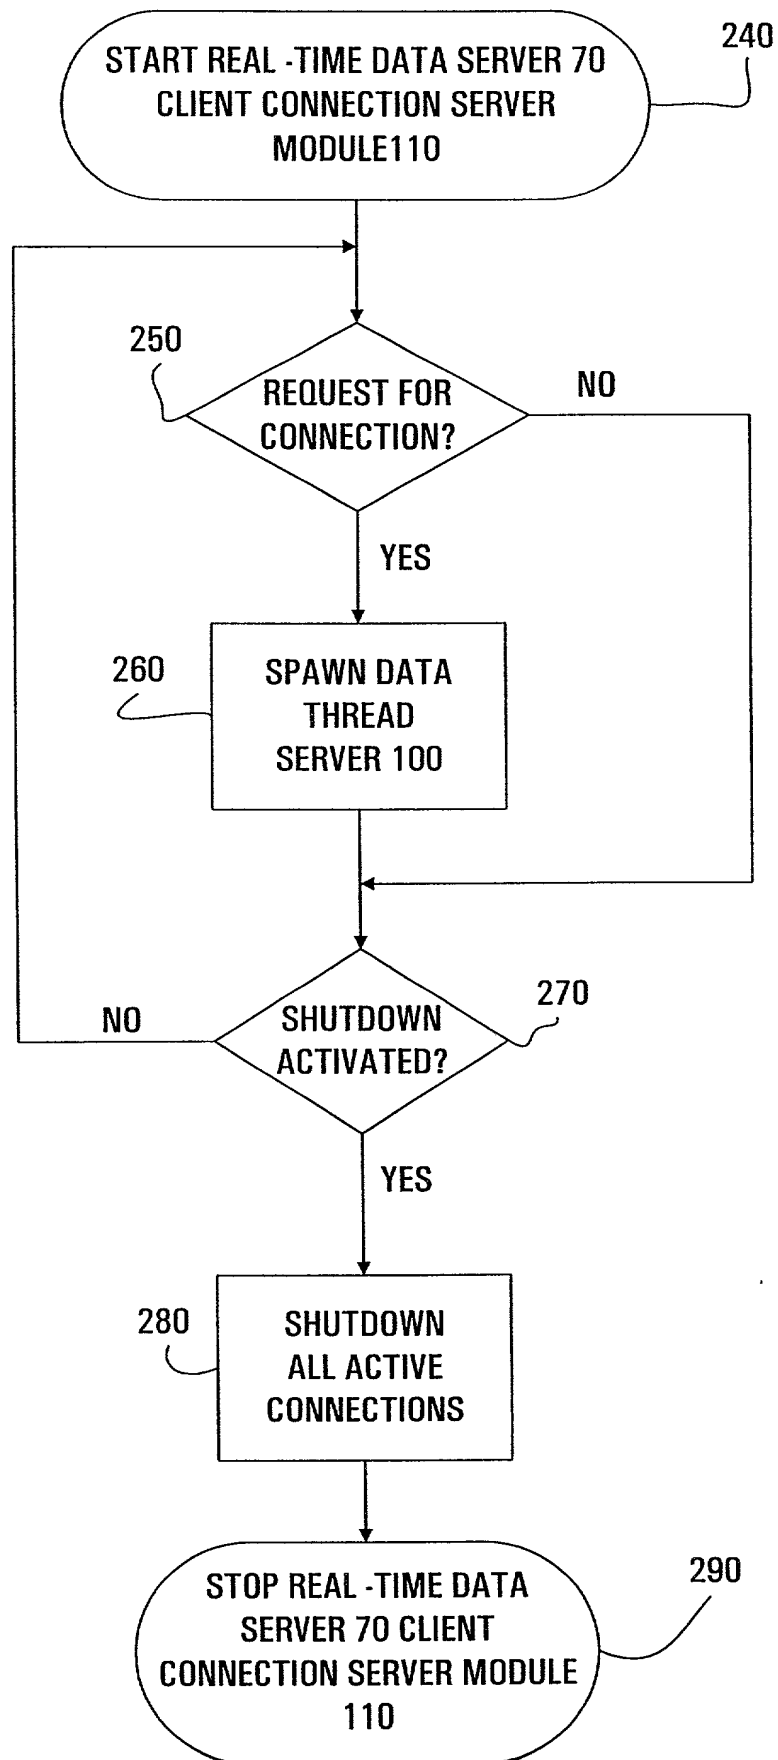 START REAL -TIME DATA SERVER 70
CLIENT CONNECTION SERVER
MODULE110
240
250
REQUEST FOR
CONNECTION?
NO
YES
260
SPAWN DATA
THREAD
SERVER 100
270
SHUTDOWN
ACTIVATED?
NO
YES
280
SHUTDOWN
ALL ACTIVE
CONNECTIONS
290
STOP REAL -TIME DATA
SERVER 70 CLIENT
CONNECTION SERVER MODULE
110